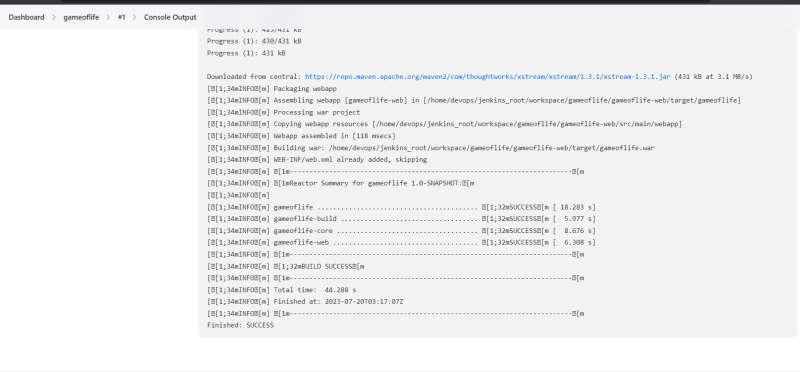 Dashboard > gameoflife > #1 > Console Output
Progress (1): 425/431 kB
Progress (1): 430/431 kB
Progress (1): 431 kB
Downloaded from central: https://repo.maven.apache.org/maven2/com/thoughtworks/xstream/xstream/1.3.1/xstream-1.3.1.jar (431 kB at 3.1 MB/s)
[␛[1;34mINFO␛[m] Packaging webapp
[␛[1;34mINFO␛[m] Assembling webapp [gameoflife-web] in [/home/devops/jenkins_root/workspace/gameoflife/gameoflife-web/target/gameoflife]
[␛[1;34mINFO␛[m] Processing war project
[␛[1;34mINFO␛[m] Copying webapp resources [/home/devops/jenkins_root/workspace/gameoflife/gameoflife-web/src/main/webapp]
[␛[1;34mINFO␛[m] Webapp assembled in [118 msecs]
[␛[1;34mINFO␛[m] Building war: /home/devops/jenkins_root/workspace/gameoflife/gameoflife-web/target/gameoflife.war
[␛[1;34mINFO␛[m] WEB-INF/web.xml already added, skipping
[␛[1;34mINFO␛[m] ␛[1m------------------------------------------------------------------------␛[m
[␛[1;34mINFO␛[m] ␛[1mReactor Summary for gameoflife 1.0-SNAPSHOT:␛[m
[␛[1;34mINFO␛[m]
[␛[1;34mINFO␛[m] gameoflife ......................................... ␛[1;32mSUCCESS␛[m [ 18.283 s]
[␛[1;34mINFO␛[m] gameoflife-build ................................... ␛[1;32mSUCCESS␛[m [  5.977 s]
[␛[1;34mINFO␛[m] gameoflife-core .................................... ␛[1;32mSUCCESS␛[m [  8.676 s]
[␛[1;34mINFO␛[m] gameoflife-web ..................................... ␛[1;32mSUCCESS␛[m [  6.308 s]
[␛[1;34mINFO␛[m] ␛[1m------------------------------------------------------------------------␛[m
[␛[1;34mINFO␛[m] ␛[1;32mBUILD SUCCESS␛[m
[␛[1;34mINFO␛[m] ␛[1m------------------------------------------------------------------------␛[m
[␛[1;34mINFO␛[m] Total time:  44.288 s
[␛[1;34mINFO␛[m] Finished at: 2023-07-20T03:17:07Z
[␛[1;34mINFO␛[m] ␛[1m------------------------------------------------------------------------␛[m
Finished: SUCCESS